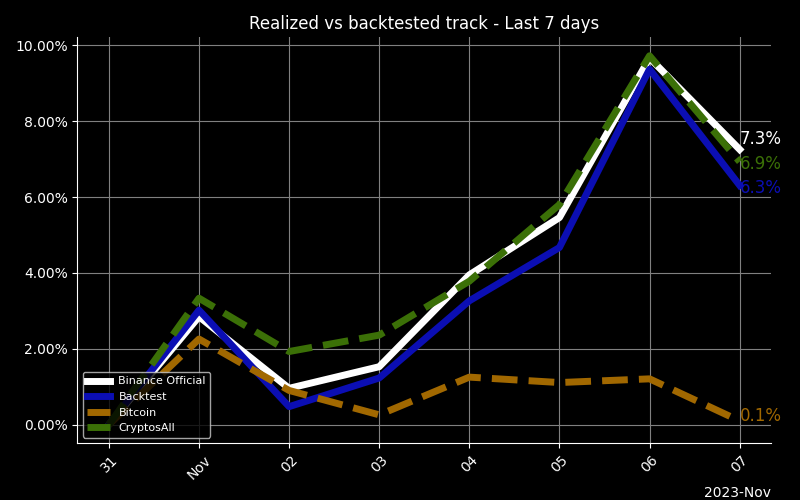 Realized vs backtested track - Last 7 days
10.00%
8.00%
6.00%
4.00%
2.00%
0.00%
7.3%
6.9%
6.3%
0.1%
Binance Official
Backtest
Bitcoin
CryptosAll
31
Nov
02
03
04
05
06
07
2023-Nov